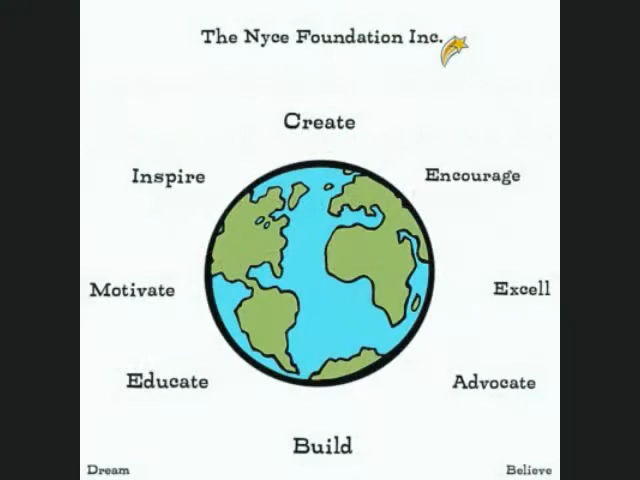 The Nyce Foundation Inc.
Create
Inspire
Encourage
Motivate
Excell
Educate
Advocate
Build
Dream
Believe